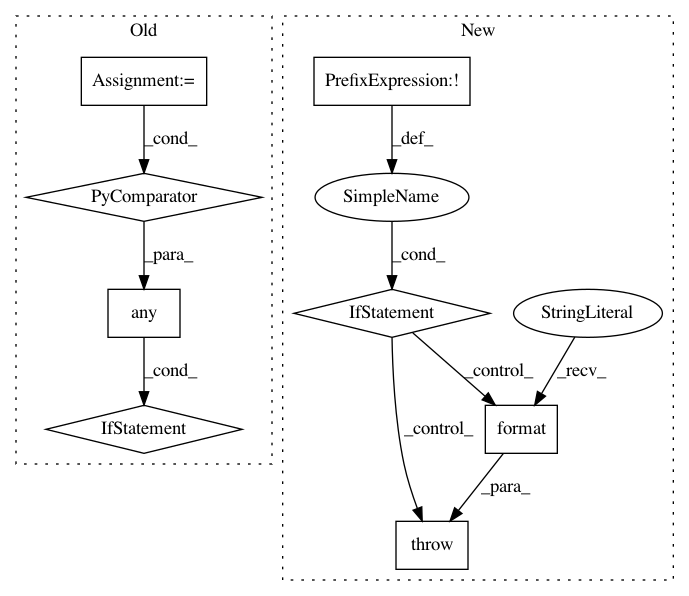 Old
New
Assignment:=
PrefixExpression:!
_cond_
_def_
PyComparator
SimpleName
_para_
_cond_
any
IfStatement
StringLiteral
_cond_
_control_
_recv_
IfStatement
_control_
format
_para_
throw